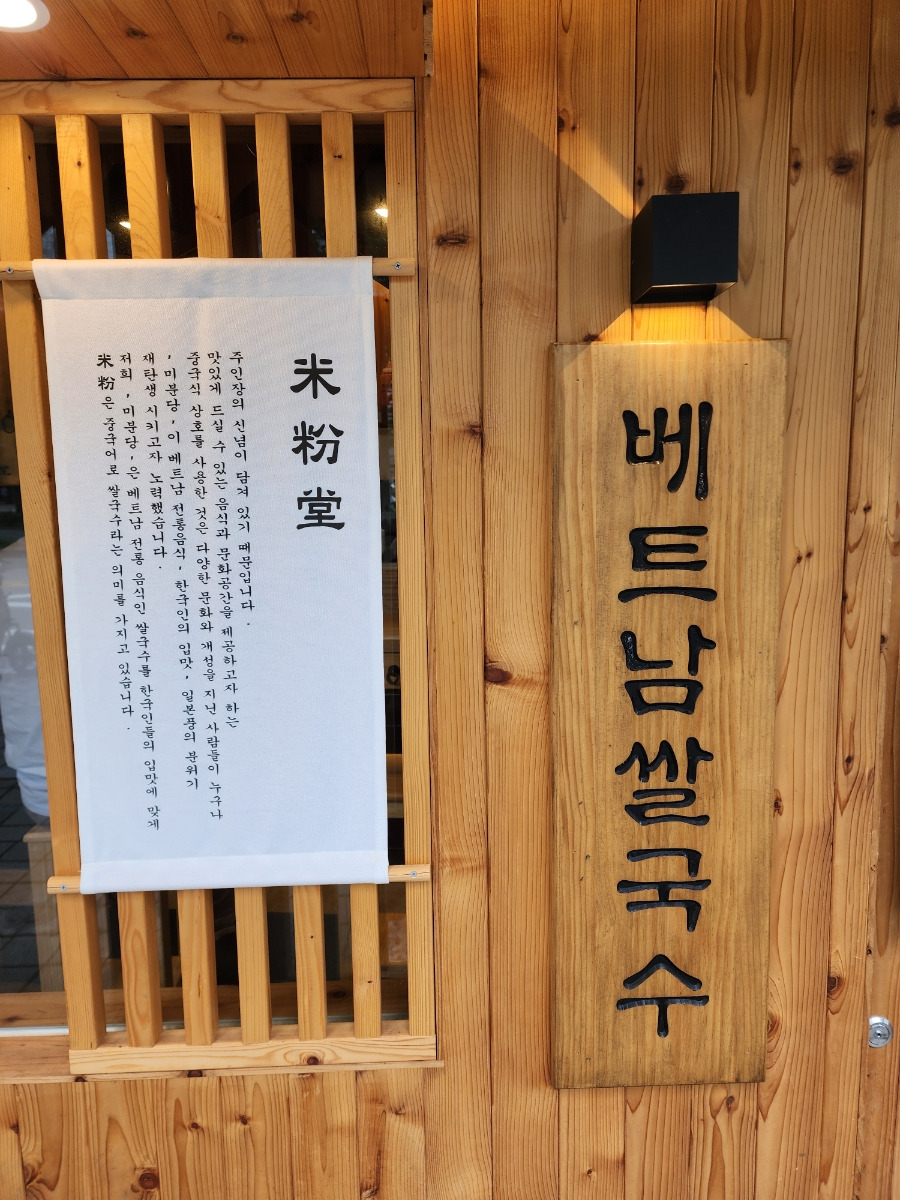 米粉堂
米粉은 중국어로 쌀국수라는 의미를 가지고 있습니다.
저희 '미분당'은 베트남 전통 음식인 쌀국수를 한국인들의 입맛에 맞게
재탄생 시키고자 노력했습니다.
'미분당'이 베트남 전통음식, 한국인의 입맛, 일본풍의 분위기
중국식 상호를 사용한 것은 다양한 문화와 개성을 지닌 사람들이 누구나
맛있게 드실 수 있는 음식과 문화공간을 제공하고자 하는
주인장의 신념이 담겨 있기 때문입니다.
베트남쌀국수